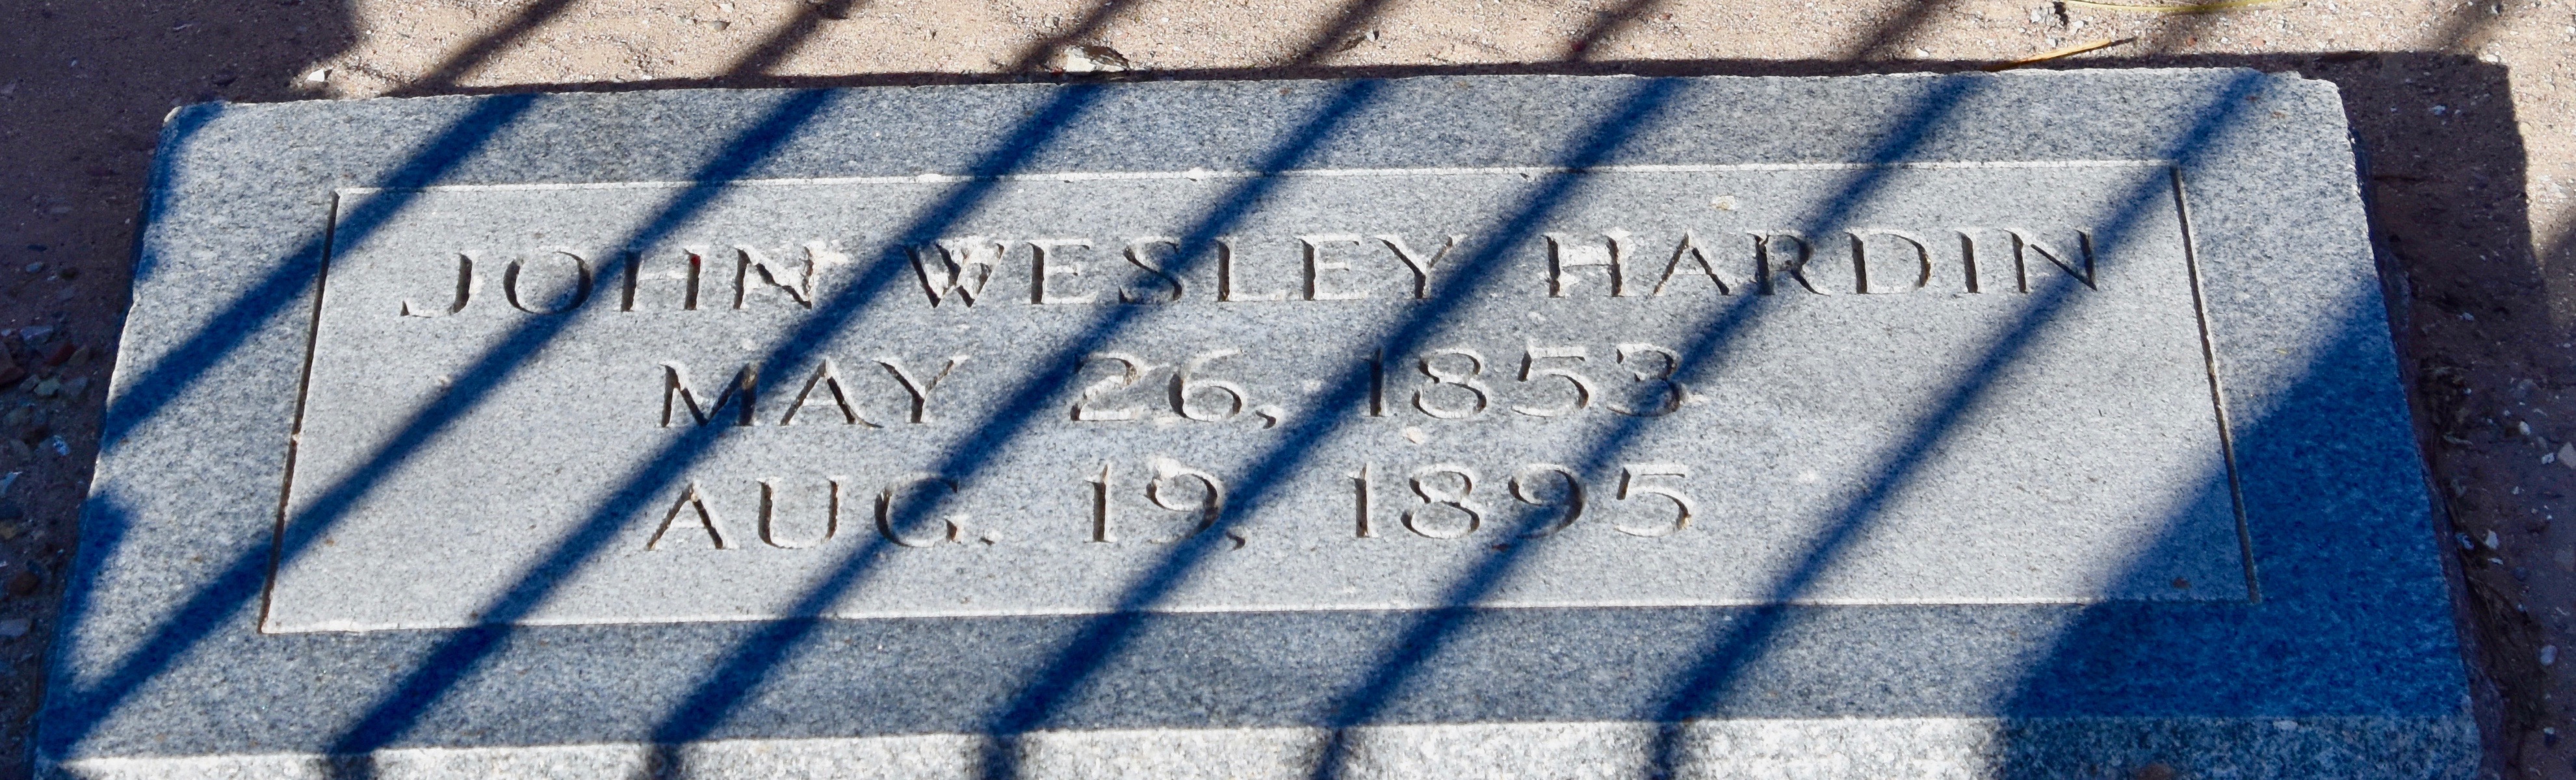 JOHN WESLEY HARDIN
MAY 26, 1853
AUG. 19, 1895